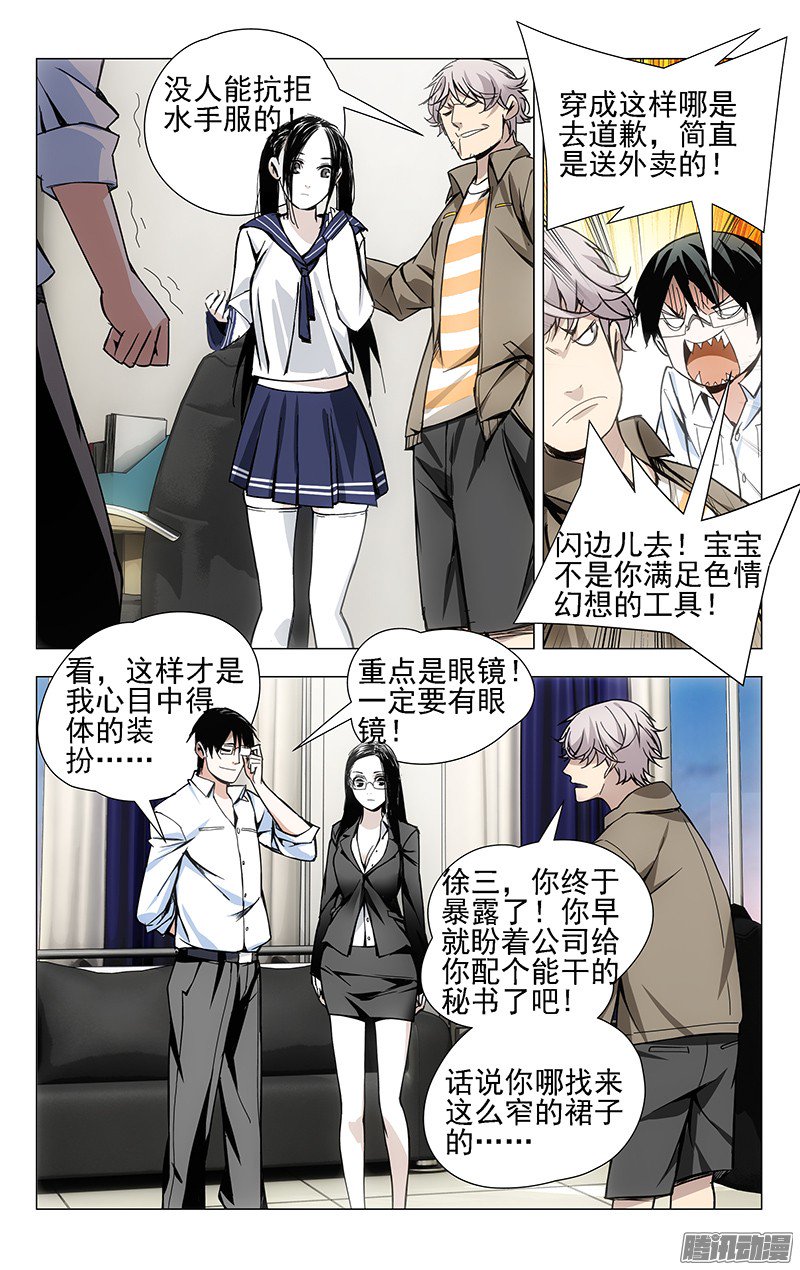 没人能抗拒
水手服的！
穿成这样哪是
去道歉，简直
是送外卖的！
闪边儿去！宝宝
不是你满足色情
幻想的工具！
看，这样才是
我心目中得
体的装
扮……
重点是眼镜！
一定要有眼
镜！
徐三，你终于
暴露了！你早
就盼着公司给
你配个能干的
秘书了吧！
话说你哪找来
这么窄的裙子
的……
腾讯动漫